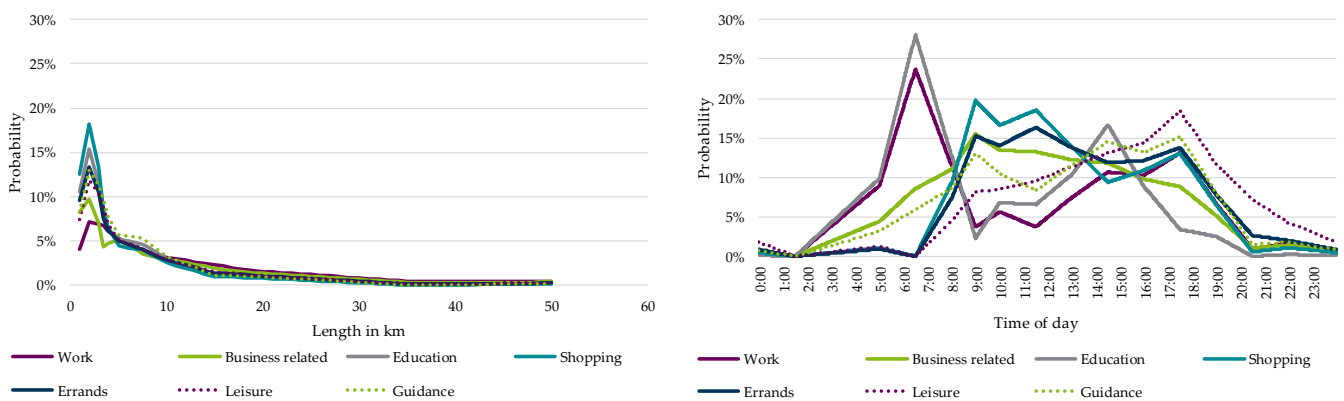 30%
25%
20%
15%
10%
5%
0%
Probability
0 10 20 30 40 50 60
Length in km
Work Business related Education Shopping
Errands Leisure Guidance
30%
25%
20%
15%
10%
5%
0%
Probability
0:00 1:00 2:00 3:00 4:00 5:00 6:00 7:00 8:00 9:00 10:00 11:00 12:00 13:00 14:00 15:00 16:00 17:00 18:00 19:00 20:00 21:00 22:00 23:00
Time of day
Work Business related Education Shopping
Errands Leisure Guidance